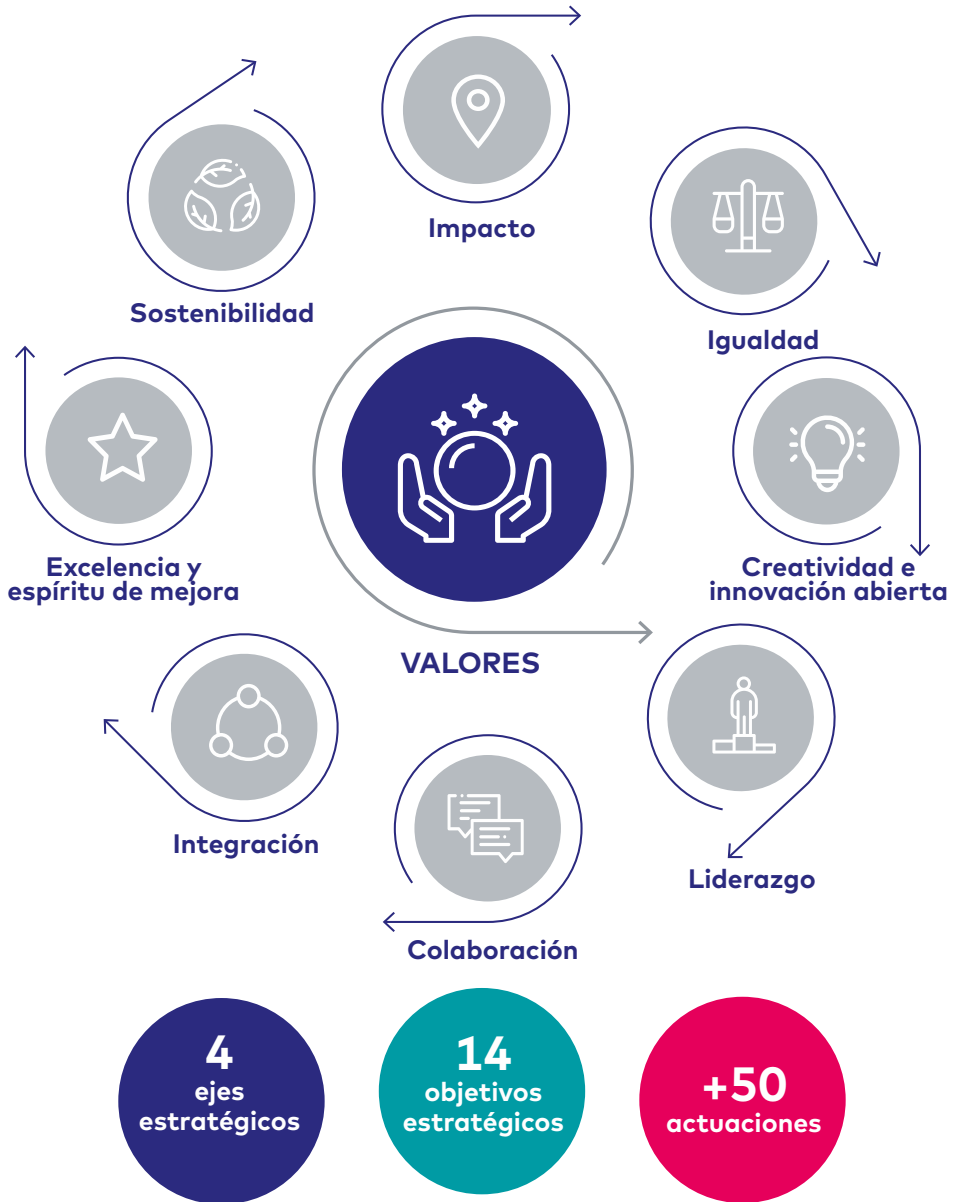 Impacto
Sostenibilidad
Igualdad
Excelencia y
espíritu de mejora
Creatividad e
innovación abierta
VALORES
Integración
Liderazgo
Colaboración
4
ejes
estratégicos
14
objetivos
estratégicos
+50
actuaciones